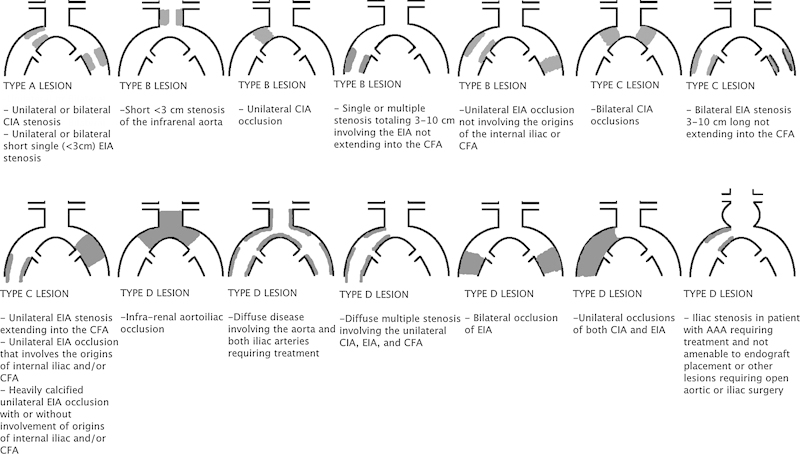 TYPE A LESION
- Unilateral or bilateral
CIA stenosis
- Unilateral or bilateral
short single (<3cm) EIA
stenosis
TYPE B LESION
-Short <3 cm stenosis
of the infrarenal aorta
TYPE B LESION
- Unilateral CIA
occlusion
TYPE B LESION
- Single or multiple
stenosis totaling 3-10 cm
involving the EIA not
extending into the CFA
TYPE B LESION
-Unilateral EIA occlusion
not involving the origins
of the internal iliac or
CFA
TYPE C LESION
-Bilateral CIA
occlusions
TYPE C LESION
- Bilateral EIA stenosis
3-10 cm long not
extending into the CFA
TYPE C LESION
- Unilateral EIA stenosis
extending into the CFA
- Unilateral EIA occlusion
that involves the origins
of internal iliac and/or
CFA
- Heavily calcified
unilateral EIA occlusion
with or without
involvement of origins
of internal iliac and/or
CFA
TYPE D LESION
-Infra-renal aortoiliac
occlusion
TYPE D LESION
-Diffuse disease
involving the aorta and
both iliac arteries
requiring treatment
TYPE D LESION
-Diffuse multiple stenosis
involving the unilateral
CIA, EIA, and CFA
TYPE D LESION
- Bilateral occlusion
of EIA
TYPE D LESION
-Unilateral occlusions
of both CIA and EIA
TYPE D LESION
- Iliac stenosis in patient
with AAA requiring
treatment and not
amenable to endograft
placement or other
lesions requiring open
aortic or iliac surgery